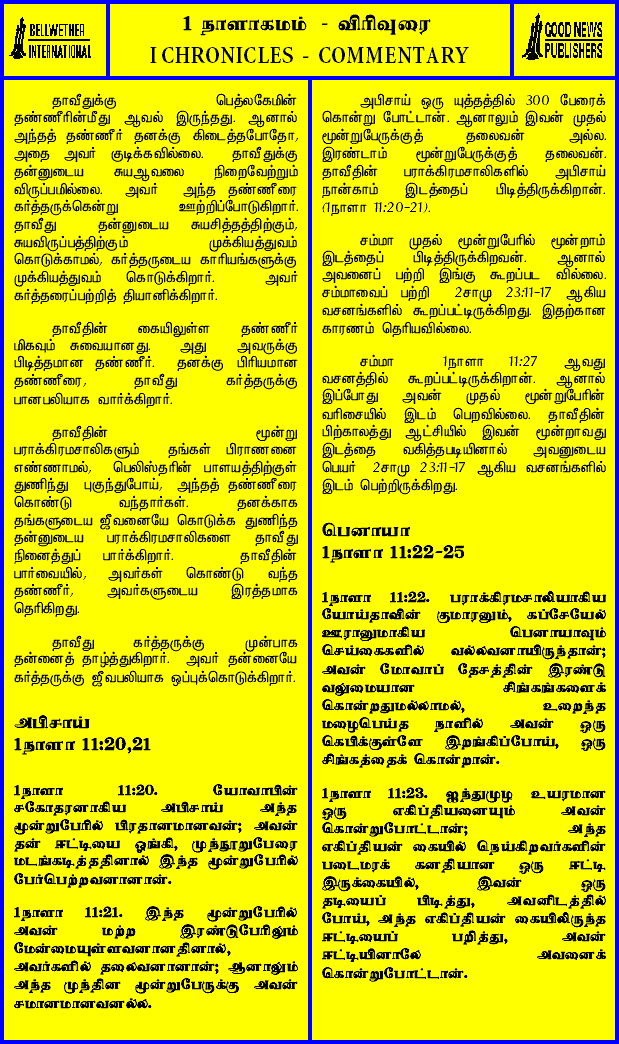 BELLWETHER
INTERNATIONAL
1 நாளாகமம் - விரிவுரை
I CHRONICLES - COMMENTARY
GOOD NEWS
PUBLISHERS
தாவீதுக்கு பெத்லகேமின்
தண்ணீரின்மீது ஆவல் இருந்தது. ஆனால்
அந்தத் தண்ணீர் தனக்கு கிடைத்தபோதோ,
அதை அவர் குடிக்கவில்லை. தாவீதுக்கு
தன்னுடைய சுயஆவலை நிறைவேற்றும்
விருப்பமில்லை. அவர் அந்த தண்ணீரை
கர்த்தருக்கென்று ஊற்றிப்போடுகிறார்.
தாவீது தன்னுடைய சுயசித்தத்திற்கும்,
சுயவிருப்பத்திற்கும் முக்கியத்துவம்
கொடுக்காமல், கர்த்தருடைய காரியங்களுக்கு
முக்கியத்துவம் கொடுக்கிறார். அவர்
கர்த்தரைப்பற்றித் தியானிக்கிறார்.
தாவீதின் கையிலுள்ள தண்ணீர்
மிகவும் சுவையானது. அது அவருக்கு
பிடித்தமான தண்ணீர். தனக்கு பிரியமான
தண்ணீரை, தாவீது கர்த்தருக்கு
பானபலியாக வார்க்கிறார்.
தாவீதின் மூன்று
பராக்கிரமசாலிகளும் தங்கள் பிராணனை
எண்ணாமல், பெலிஸ்தரின் பாளயத்திற்குள்
துணிந்து புகுந்துபோய், அந்தத் தண்ணீரை
கொண்டு வந்தார்கள். தனக்காக
தங்களுடைய ஜீவனையே கொடுக்க துணிந்த
தன்னுடைய பராக்கிரமசாலிகளை தாவீது
நினைத்துப் பார்க்கிறார். தாவீதின்
பார்வையில், அவர்கள் கொண்டு வந்த
தண்ணீர், அவர்களுடைய இரத்தமாக
தெரிகிறது.
தாவீது கர்த்தருக்கு முன்பாக
தன்னைத் தாழ்த்துகிறார். அவர் தன்னையே
கர்த்தருக்கு ஜீவபலியாக ஒப்புக்கொடுக்கிறார்.
அபிசாய்
1நாளா 11:20,21
1நாளா 11:20. யோவாபின்
சகோதரனாகிய அபிசாய் அந்த
மூன்றுபேரில் பிரதானமானவன்; அவன்
தன் ஈட்டியை ஓங்கி, முந்நூறுபேரை
மடங்கடித்ததினால் இந்த மூன்றுபேரில்
பேர்பெற்றவனானான்.
1நாளா 11:21. இந்த மூன்றுபேரில்
அவன் மற்ற இரண்டுபேரிலும்
மேன்மையுள்ளவனானதினால்,
அவர்களில் தலைவனானான்; ஆனாலும்
அந்த முந்தின மூன்றுபேருக்கு அவன்
சமானமானவனல்ல.
அபிசாய் ஒரு யுத்தத்தில் 300 பேரைக்
கொன்று போட்டான். ஆனாலும் இவன் முதல்
மூன்றுபேருக்குத் தலைவன் அல்ல.
இரண்டாம் மூன்றுபேருக்குத் தலைவன்.
தாவீதின் பராக்கிரமசாலிகளில் அபிசாய்
நான்காம் இடத்தைப் பிடித்திருக்கிறான்.
(1நாளா 11:20-21).
சம்மா முதல் மூன்றுபேரில் மூன்றாம்
இடத்தைப் பிடித்திருக்கிறவன். ஆனால்
அவனைப் பற்றி இங்கு கூறப்பட வில்லை.
சம்மாவைப் பற்றி 2சாமு 23:11-17 ஆகிய
வசனங்களில் கூறப்பட்டிருக்கிறது. இதற்கான
காரணம் தெரியவில்லை.
சம்மா 1நாளா 11:27 ஆவது
வசனத்தில் கூறப்பட்டிருக்கிறான். ஆனால்
இப்போது அவன் முதல் மூன்றுபேரின்
வரிசையில் இடம் பெறவில்லை. தாவீதின்
பிற்காலத்து ஆட்சியில் இவன் மூன்றாவது
இடத்தை வகித்தபடியினால் அவனுடைய
பெயர் 2சாமு 23:11-17 ஆகிய வசனங்களில்
இடம் பெற்றிருக்கிறது.
பெனாயா
1நாளா 11:22-25
1நாளா 11:22. பராக்கிரமசாலியாகிய
யோய்தாவின் குமாரனும், கப்சேயேல்
ஊரானுமாகிய பெனாயாவும்
செய்கைகளில் வல்லவனாயிருந்தான்;
அவன் மோவாப் தேசத்தின் இரண்டு
வலுமையான சிங்கங்களைக்
கொன்றதுமல்லாமல், உறைந்த
மழைபெய்த நாளில் அவன் ஒரு
கெபிக்குள்ளே இறங்கிப்போய், ஒரு
சிங்கத்தைக் கொன்றான்.
1நாளா 11:23. ஐந்துமுழ உயரமான
ஒரு எகிப்தியனையும் அவன்
கொன்றுபோட்டான்; அந்த
எகிப்தியன் கையில் நெய்கிறவர்களின்
படைமரக் கனதியான ஒரு ஈட்டி
இருக்கையில், இவன் ஒரு
தடியைப் பிடித்து, அவனிடத்தில்
போய், அந்த எகிப்தியன் கையிலிருந்த
ஈட்டியைப் பறித்து, அவன்
ஈட்டியினாலே அவனைக்
கொன்றுபோட்டான்.